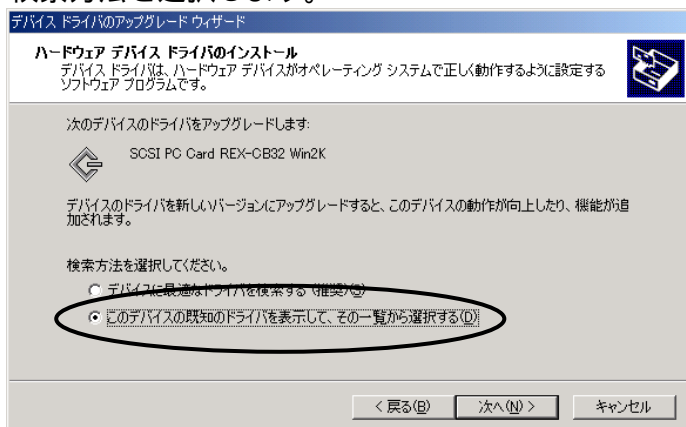 検索方法を選択します。
デバイス ドライバのアップグレード ウィザード
ハードウェア デバイス ドライバのインストール
デバイス ドライバは、ハードウェア デバイスがオペレーティング システムで正しく動作するように設定する
ソフトウェア プログラムです。
次のデバイスのドライバをアップグレードします:
SCSI PC Card REX-CB32 Win2K
デバイスのドライバを新しいバージョンにアップグレードすると、このデバイスの動作が向上したり、機能が追
加されます。
検索方法を選択してください。
デバイスに最適なドライバを検索する (推奨)(S)
このデバイスの既知のドライバを表示して、その一覧から選択する(D)
< 戻る(B) 次へ(N) > キャンセル